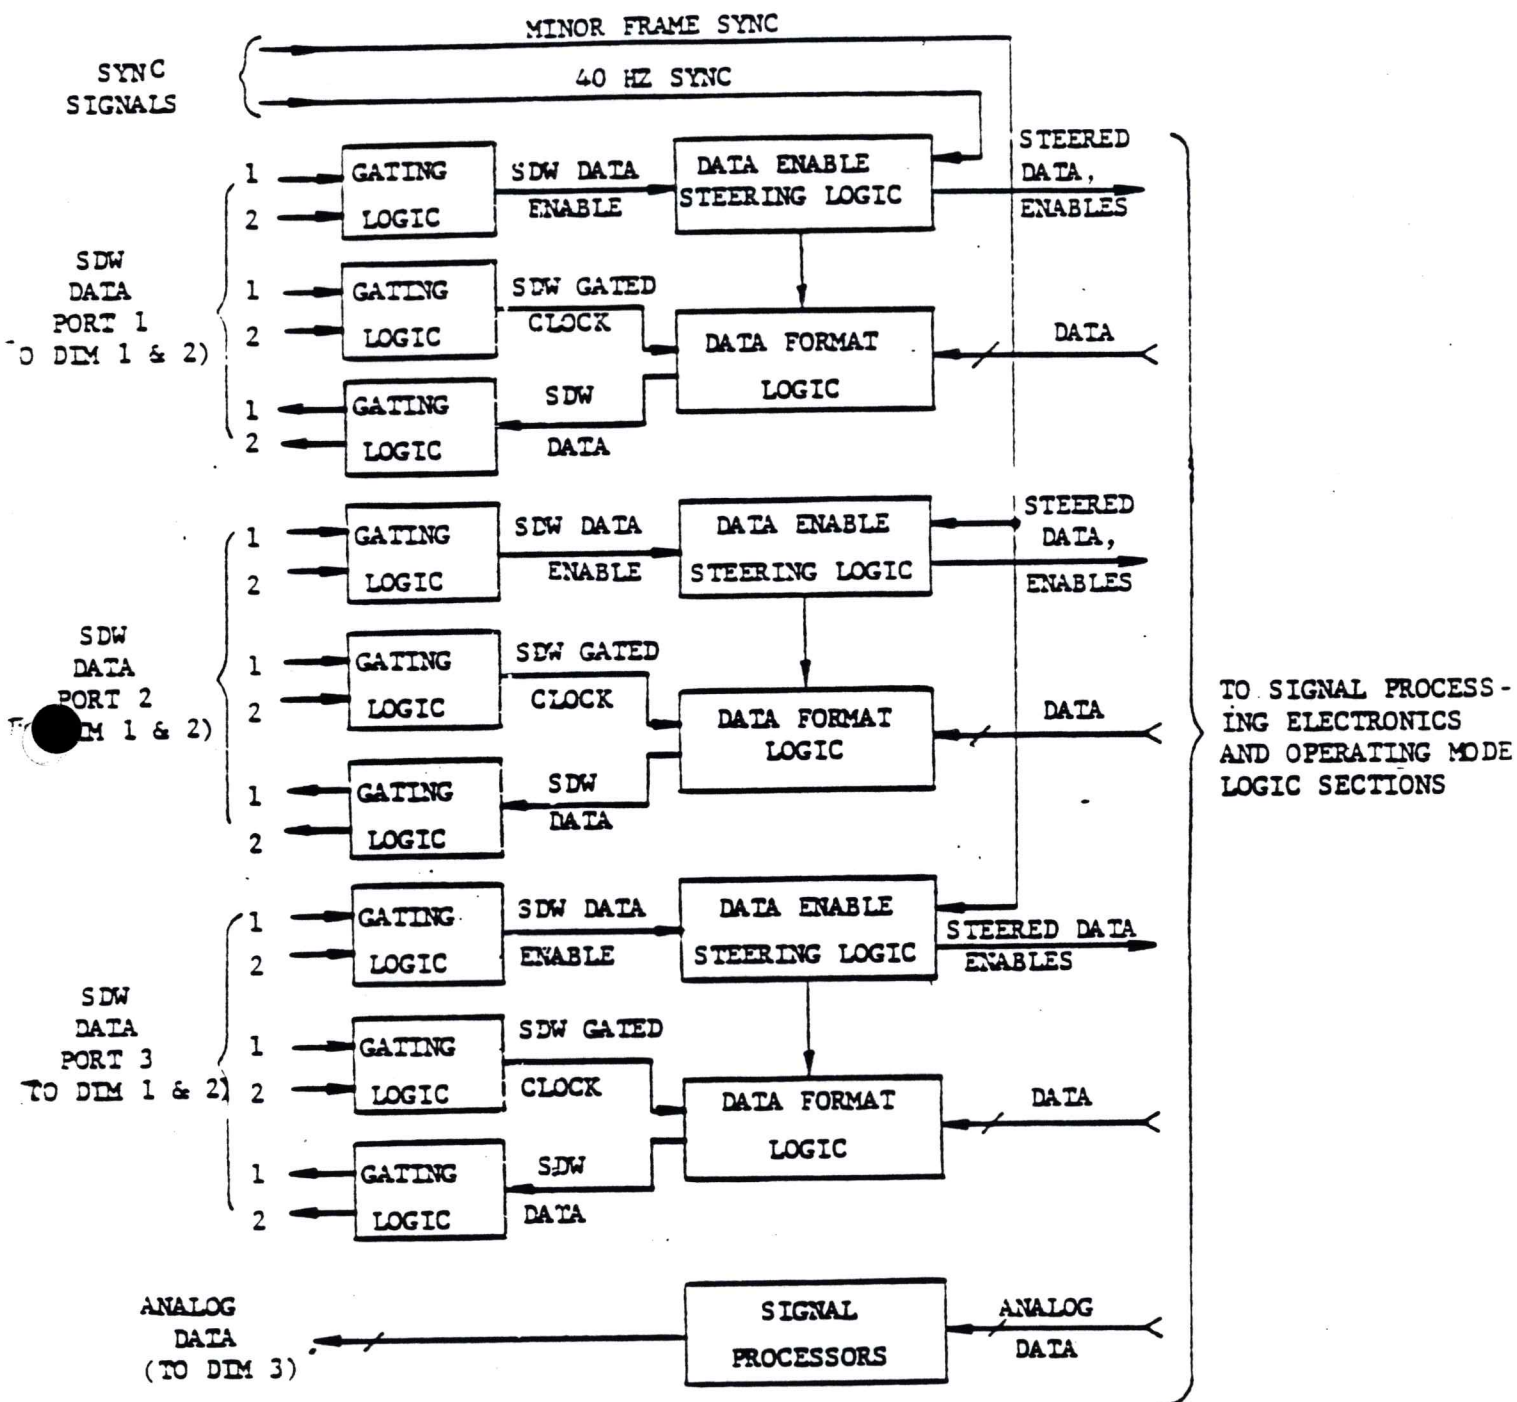 MINOR FRAME SYNC
SYNC
SIGNALS
40 HZ SYNC
1
2
GATING
LOGIC
SDW DATA
ENABLE
DATA ENABLE
STEERING LOGIC
STEERED
DATA,
ENABLES
SDW
DATA
PORT 1
O DIM 1 & 2)
1
2
GATING
LOGIC
SDW GATED
CLOCK
DATA FORMAT
LOGIC
DATA
1
2
GATING
LOGIC
SDW
DATA
1
2
GATING
LOGIC
SDW DATA
ENABLE
DATA ENABLE
STEERING LOGIC
STEERED
DATA,
ENABLES
SDW
DATA
PORT 2
DIM 1 & 2)
1
2
GATING
LOGIC
SDW GATED
CLOCK
DATA FORMAT
LOGIC
DATA
1
2
GATING
LOGIC
SDW
DATA
TO SIGNAL PROCESS-
ING ELECTRONICS
AND OPERATING MODE
LOGIC SECTIONS
1
2
GATING
LOGIC
SDW DATA
ENABLE
DATA ENABLE
STEERING LOGIC
STEERED DATA
ENABLES
SDW
DATA
PORT 3
TO DIM 1 & 2)
1
2
GATING
LOGIC
SDW GATED
CLOCK
DATA FORMAT
LOGIC
DATA
1
2
GATING
LOGIC
SDW
DATA
ANALOG
DATA
(TO DIM 3)
SIGNAL
PROCESSORS
ANALOG
DATA